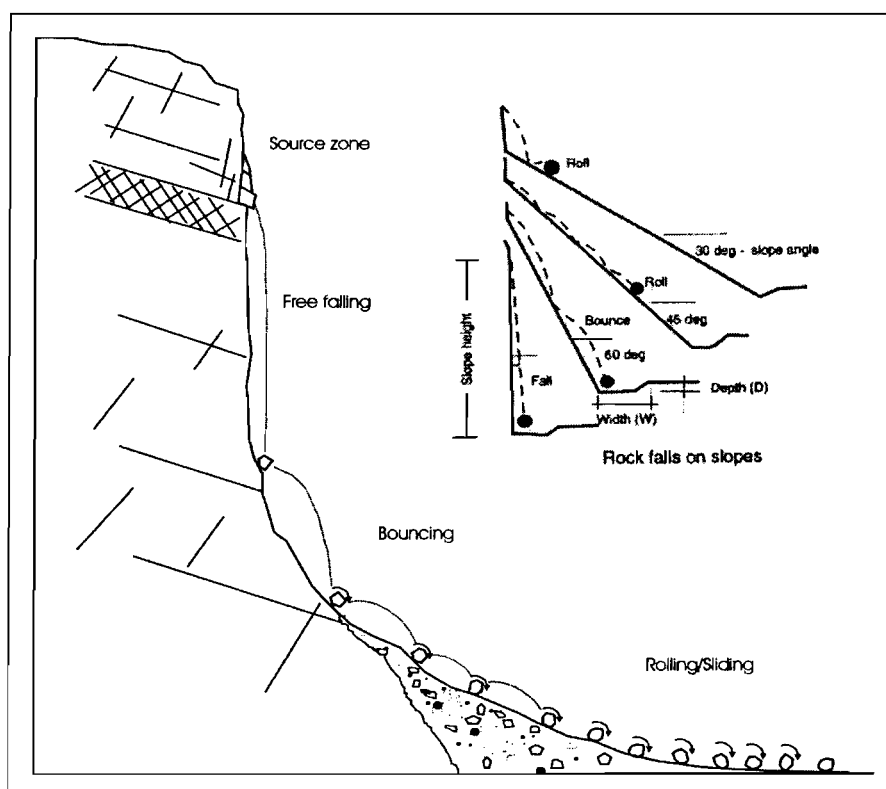 Source zone
Free falling
Bouncing
Rolling/Sliding
Roll
30 deg - slope angle
Roll
45 deg
Bounce
60 deg
Slope height
Fall
Depth (D)
Width (W)
Rock falls on slopes